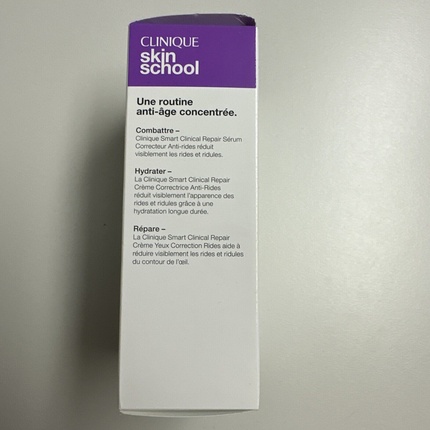 CLINIQUE
skin
school
Une routine
anti-âge concentrée.
Combattre –
Clinique Smart Clinical Repair Sérum
Correcteur Anti-rides réduit
visiblement les rides et ridules.
Hydrater –
La Clinique Smart Clinical Repair
Crème Correctrice Anti-Rides
réduit visiblement l'apparence des
rides et ridules grâce à une
hydratation longue durée.
Répare –
La Clinique Smart Clinical Repair
Crème Yeux Correction Rides aide à
réduire visiblement les rides et ridules
du contour de l'œil.